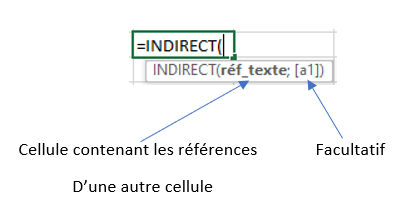 =INDIRECT(
INDIRECT(réf_texte; [a1])
Cellule contenant les références
Facultatif
D’une autre cellule